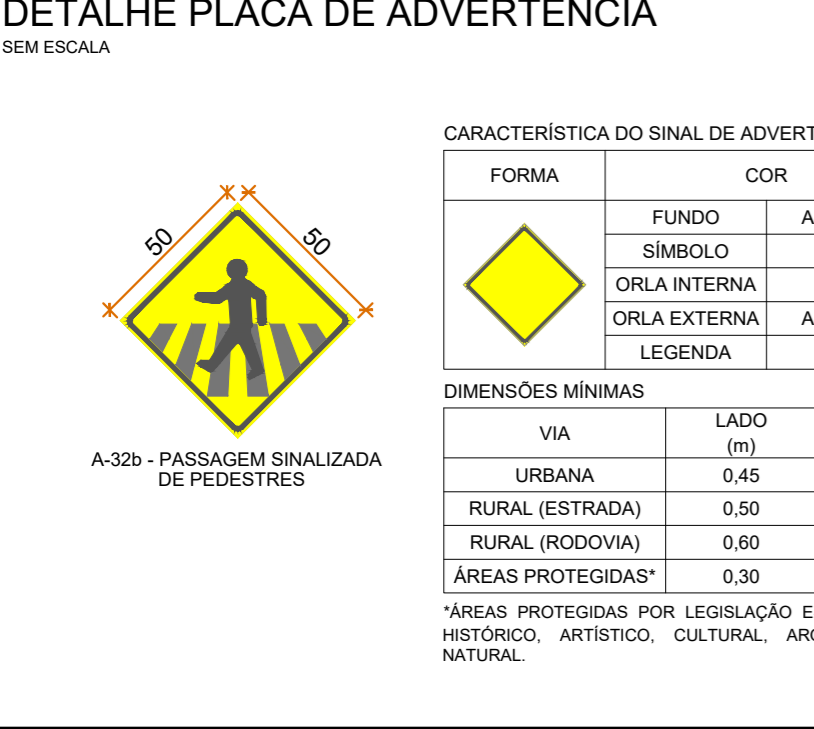 DETALHE PLACA DE ADVERTÊNCIA
SEM ESCALA
50
50
A-32b - PASSAGEM SINALIZADA
DE PEDESTRES
CARACTERÍSTICA DO SINAL DE ADVERT
FORMA
COR
FUNDO
A
SÍMBOLO
ORLA INTERNA
ORLA EXTERNA
A
LEGENDA
DIMENSÕES MÍNIMAS
VIA
LADO
(m)
URBANA
0,45
RURAL (ESTRADA)
0,50
RURAL (RODOVIA)
0,60
ÁREAS PROTEGIDAS*
0,30
*ÁREAS PROTEGIDAS POR LEGISLAÇÃO E
HISTÓRICO, ARTÍSTICO, CULTURAL,
NATURAL.